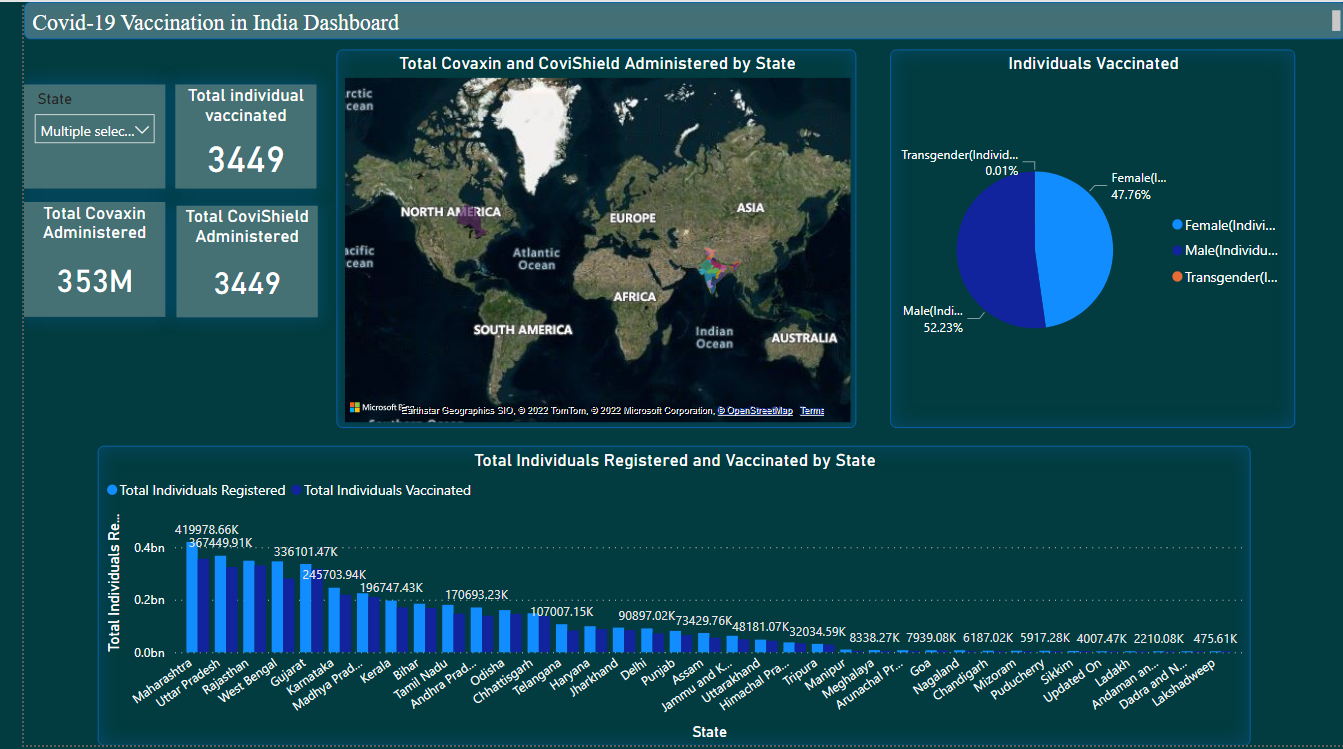 Covid-19 Vaccination in India Dashboard
State
Multiple selec...
Total individual
vaccinated
3449
Total Covaxin
Administered
353M
Total CoviShield
Administered
3449
Total Covaxin and CoviShield Administered by State
rctic
cean
NORTH AMERICA
EUROPE
ASIA
acific
cean
Atlantic
Ocean
AFRICA
SOUTH AMERICA
Indian
Ocean
AUSTRALIA
Microsoft Bing
Earthstar Geographics SIO, © 2022 TomTom, © 2022 Microsoft Corporation, © OpenStreetMap Terms
Individuals Vaccinated
Transgender(Individ...
0.01%
Female(I...
47.76%
Male(Indi...
52.23%
Female(Indivi...
Male(Individu...
Transgender(I...
Total Individuals Registered and Vaccinated by State
Total Individuals Registered Total Individuals Vaccinated
Total Individuals Re...
0.4bn
0.2bn
0.0bn
419978.66K
367449.91K
336101.47K
245703.94K
196747.43K
170693.23K
107007.15K
90897.02K
73429.76K
48181.07K
32034.59K
8338.27K
7939.08K
6187.02K
5917.28K
4007.47K
2210.08K
475.61K
Maharashtra
Uttar Pradesh
Rajasthan
West Bengal
Gujarat
Karnataka
Madhya Prad...
Kerala
Bihar
Tamil Nadu
Andhra Prad...
Odisha
Chhattisgarh
Telangana
Haryana
Jharkhand
Delhi
Punjab
Assam
Jammu and K...
Uttarakhand
Himachal Pra...
Tripura
Manipur
Meghalaya
Arunachal Pr...
Goa
Nagaland
Chandigarh
Mizoram
Puducherry
Sikkim
Updated On
Ladakh
Andaman an...
Dadra and N...
Lakshadweep
State